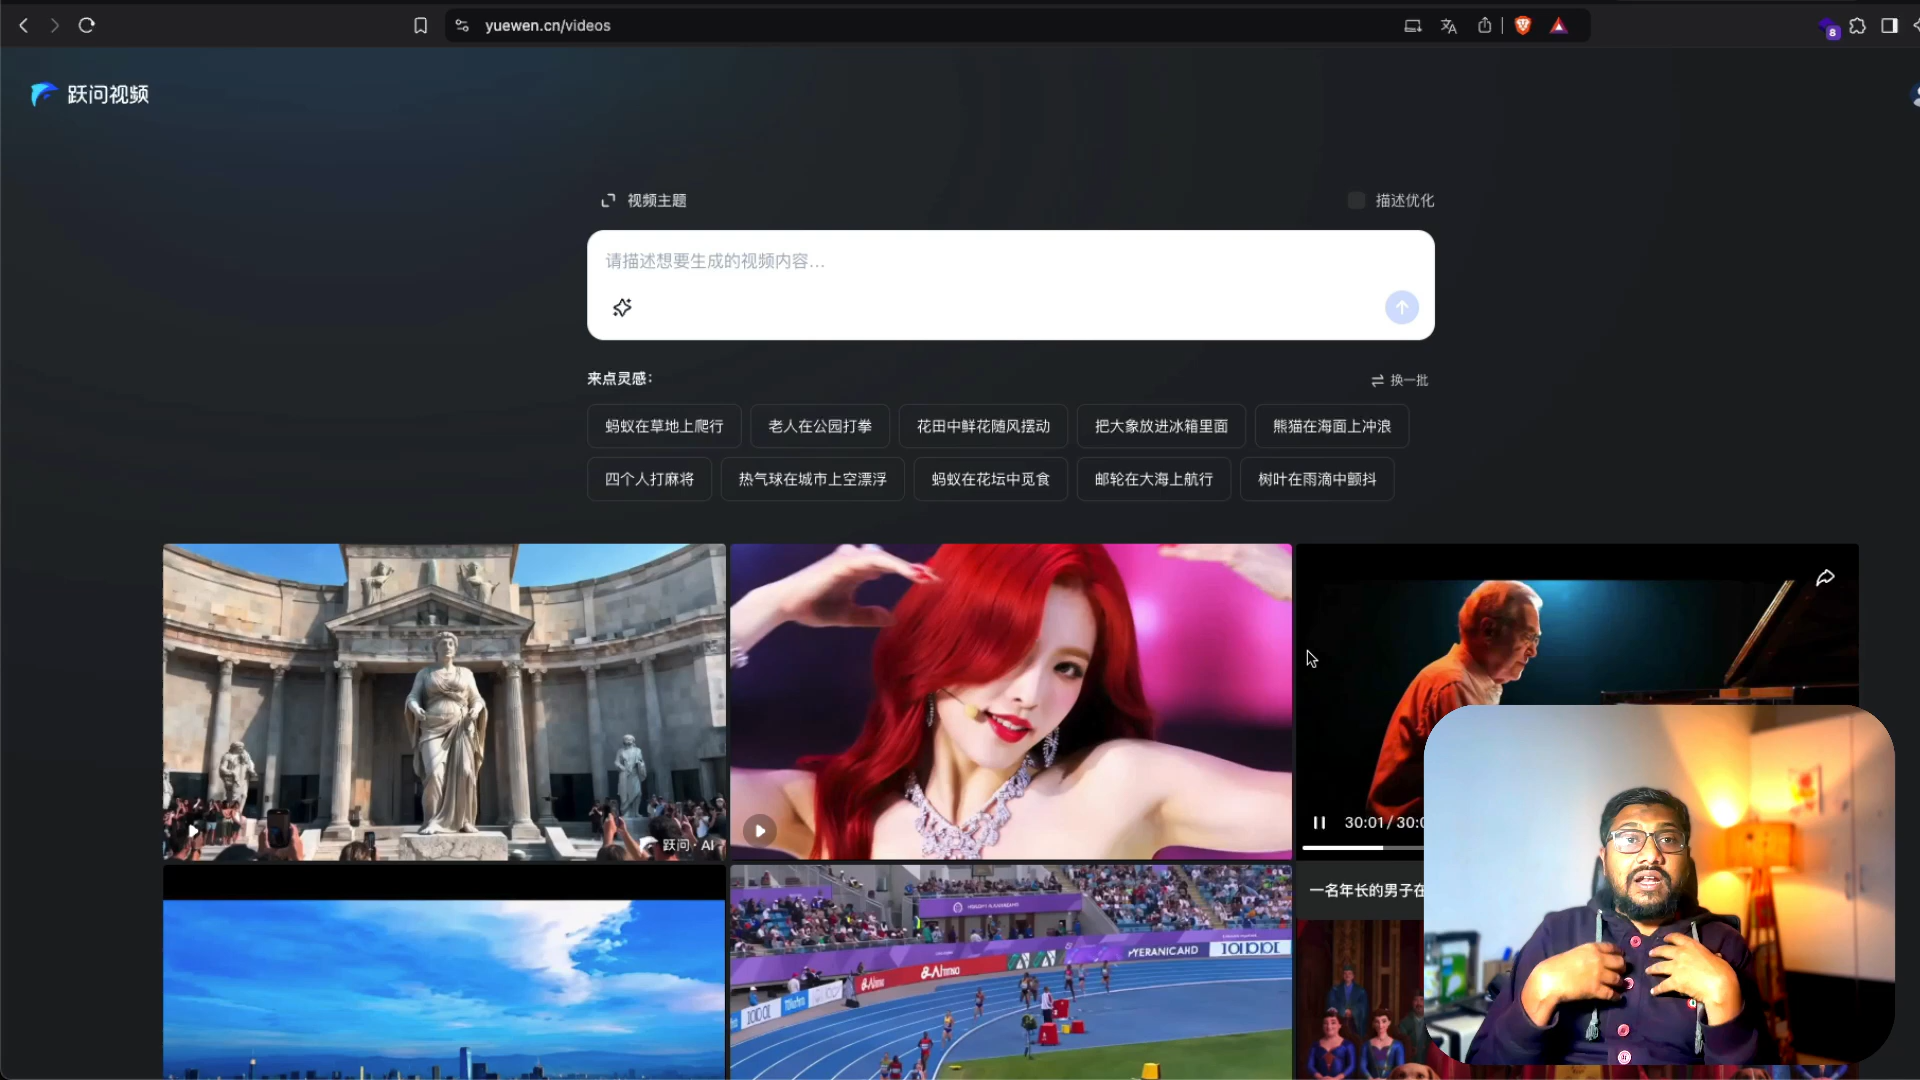 yuewen.cn/videos
8
跃问视频
视频主题
描述优化
请描述想要生成的视频内容...
来点灵感：
换一批
蚂蚁在草地上爬行
老人在公园打拳
花田中鲜花随风摆动
把大象放进冰箱里面
熊猫在海面上冲浪
四个人打麻将
热气球在城市上空漂浮
蚂蚁在花坛中觅食
邮轮在大海上航行
树叶在雨滴中颤抖
跃问·AI
30:01 / 30:0
一名年长的男子在